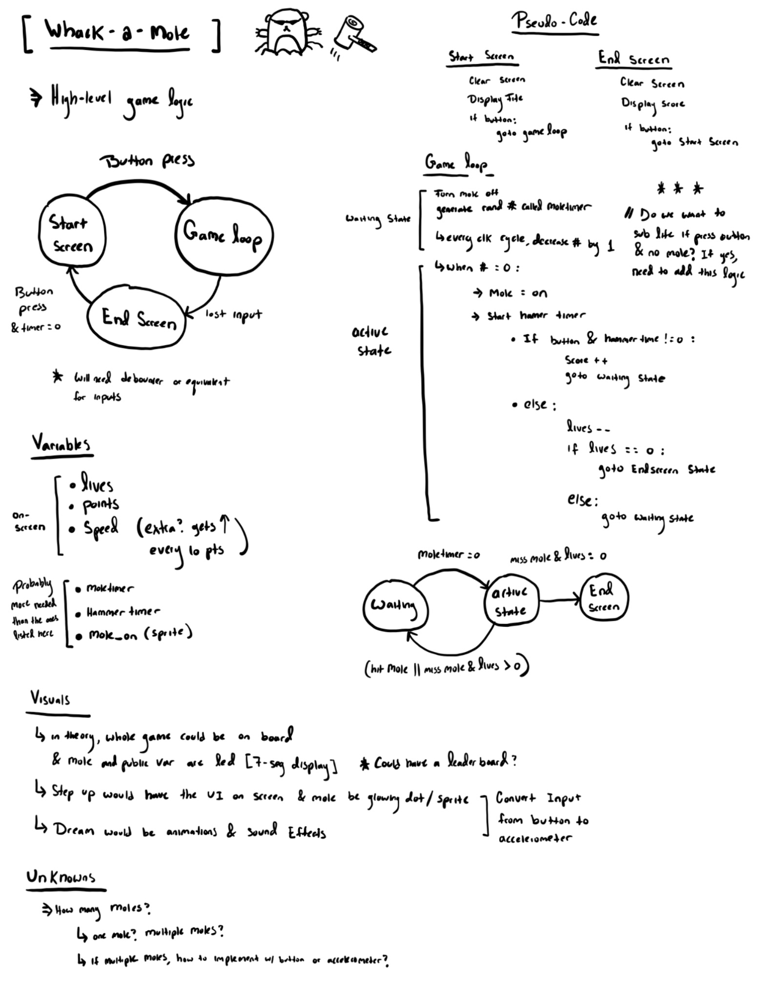 [ Whack-a-mole ]
⇒ High-level game logic
Button press
Start
Screen
Game loop
End Screen
Button
press
& timer = 0
lost input
* Will need debouncer or equivalent
for inputs
Variables
on-
screen
• lives
• points
• Speed (extra? gets ↑
every 10 pts)
Probably
more needed
than the ones
listed here
• moletimer
• Hammer timer
• mole_on (sprite)
Pseudo-Code
Start Screen
Clear screen
Display Title
if button:
goto game loop
End Screen
Clear Screen
Display score
if button:
goto Start Screen
Game loop
Waiting State
Turn mole off
generate rand # called moletimer
↳ every clk cycle, decrease # by 1
* * *
// Do we want to
sub life if press button
& no mole? If yes,
need to add this logic
active
state
↳ when # = 0 :
→ Mole = on
→ Start hamer timer
• If button & hammer time != 0 :
Score ++
goto waiting state
• else :
lives --
if lives == 0 :
goto Endscreen State
else:
goto waiting state
moletimer = 0
miss mole & lives = 0
Waiting
active
state
End
Screen
(hit mole || miss mole & lives > 0)
Visuals
↳ in theory, whole game could be on board
& mole and public var are led [7-seg display]
* Could have a leaderboard?
↳ Step up would have the UI on screen & mole be glowing dot/sprite
↳ Dream would be animations & sound Effects
Convert Input
from button to
accelerometer
Unknowns
⇒ How many moles?
↳ one mole? multiple moles?
↳ if multiple moles, how to implement w/ button or accelerometer?